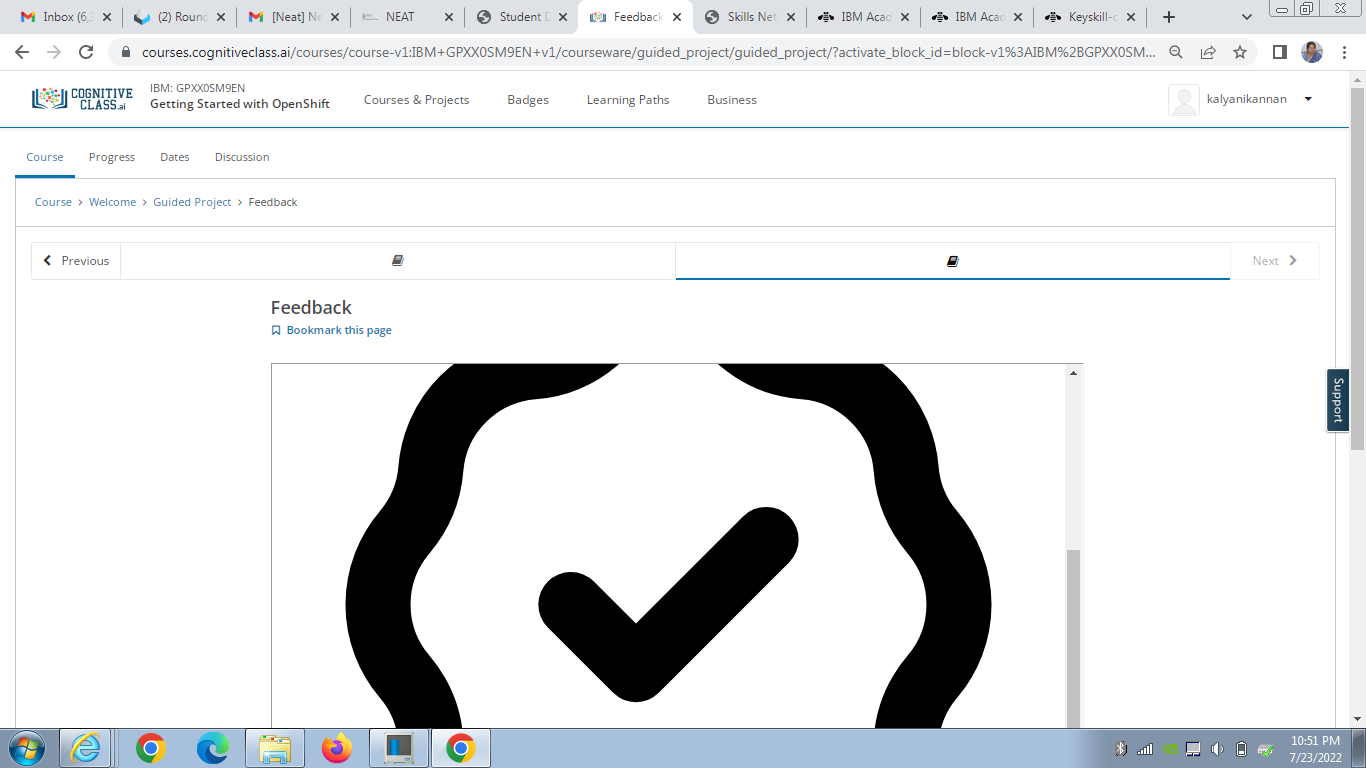 Inbox (6,
(2) Round
[Neat] Ne
NEAT
Student D
Feedback
Skills Net
IBM Acad
IBM Acad
Keyskill-c
courses.cognitiveclass.ai/courses/course-v1:IBM+GPXX0SM9EN+v1/courseware/guided_project/guided_project/?activate_block_id=block-v1%3AIBM%2BGPXX0SM...
COGNITIVE
CLASS.ai
IBM: GPXX0SM9EN
Getting Started with OpenShift
Courses & Projects
Badges
Learning Paths
Business
kalyanikannan
Course
Progress
Dates
Discussion
Course > Welcome > Guided Project > Feedback
Previous
Next
Feedback
Bookmark this page
Support
10:51 PM
7/23/2022